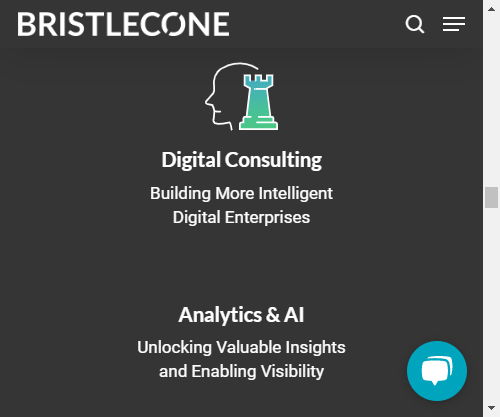 BRISTLECONE
Digital Consulting
Building More Intelligent
Digital Enterprises
Analytics & AI
Unlocking Valuable Insights
and Enabling Visibility